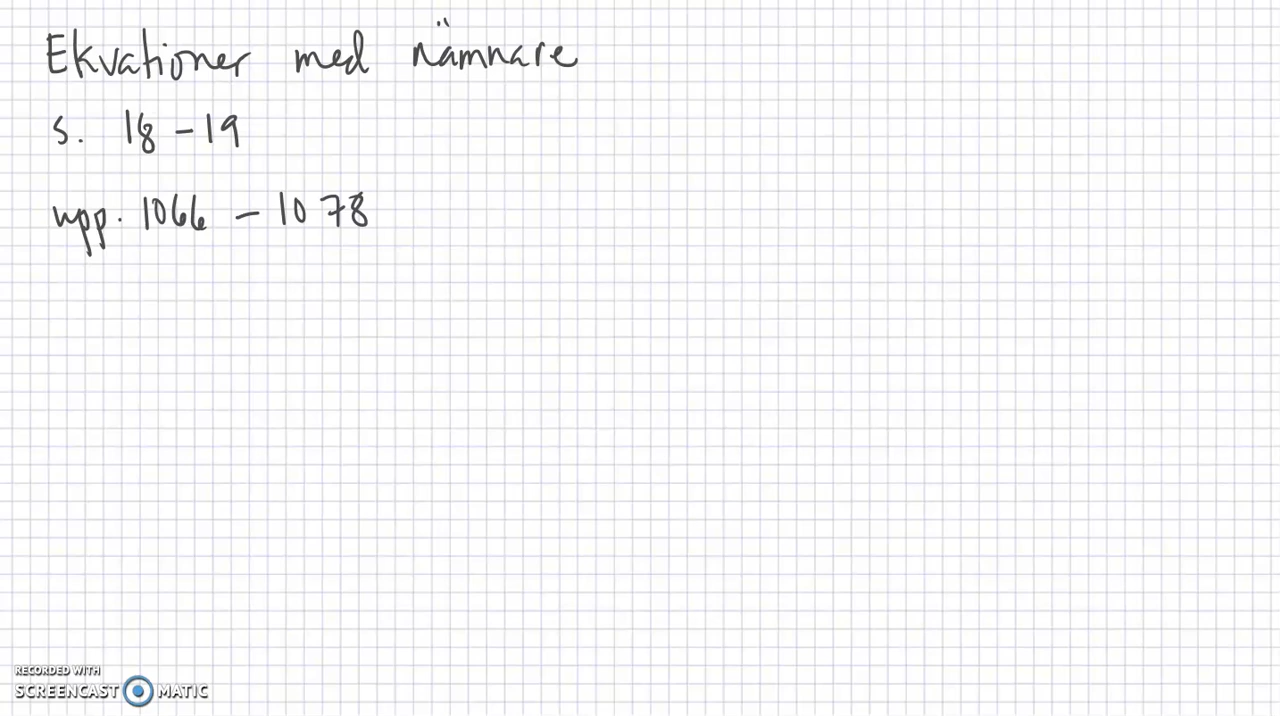 Ekvationer med nämnare
s. 18 - 19
upp. 1066 - 1078
RECORDED WITH
SCREENCAST MATIC